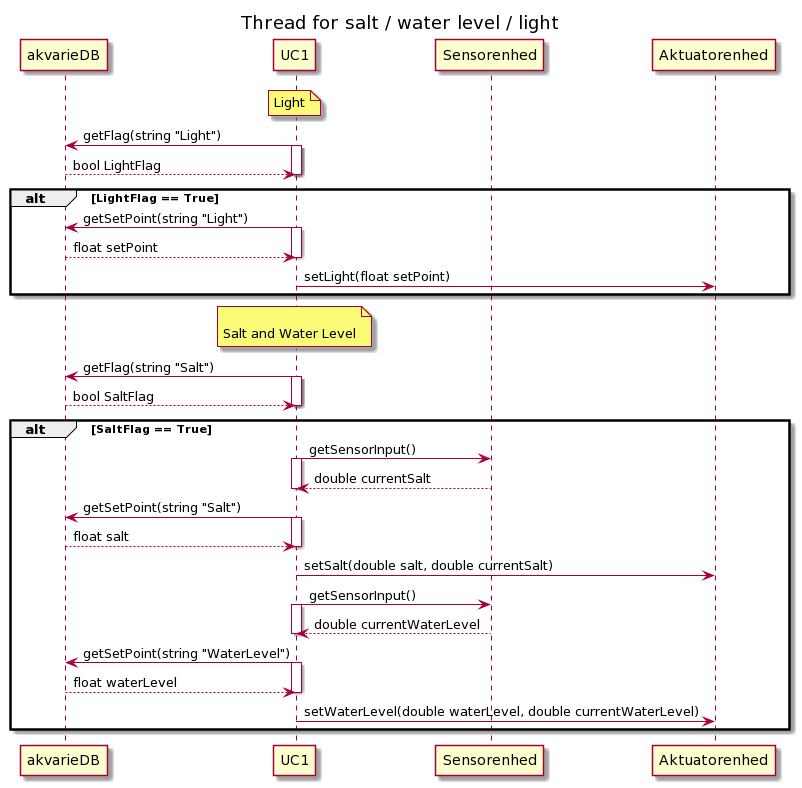 Thread for salt / water level / light
akvarieDB
UC1
Sensorenhed
Aktuatorenhed
Light
getFlag(string "Light")
bool LightFlag
alt
[LightFlag == True]
getSetPoint(string "Light")
float setPoint
setLight(float setPoint)
Salt and Water Level
getFlag(string "Salt")
bool SaltFlag
alt
[SaltFlag == True]
getSensorInput()
double currentSalt
getSetPoint(string "Salt")
float salt
setSalt(double salt, double currentSalt)
getSensorInput()
double currentWaterLevel
getSetPoint(string "WaterLevel")
float waterLevel
setWaterLevel(double waterLevel, double currentWaterLevel)
akvarieDB
UC1
Sensorenhed
Aktuatorenhed